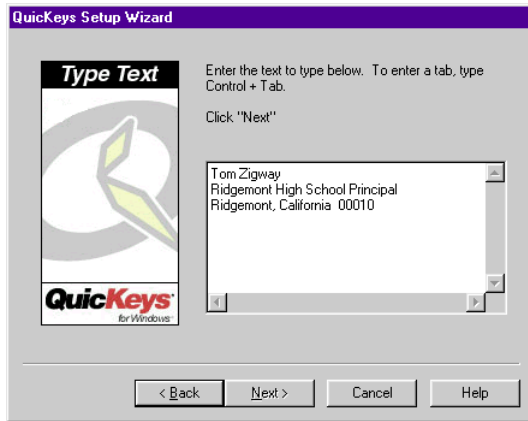 QuicKeys Setup Wizard
Type Text
Enter the text to type below. To enter a tab, type
Control + Tab.
Click "Next"
Tom Zigway
Ridgemont High School Principal
Ridgemont, California 00010
QuicKeys
for Windows™
< Back
Next >
Cancel
Help